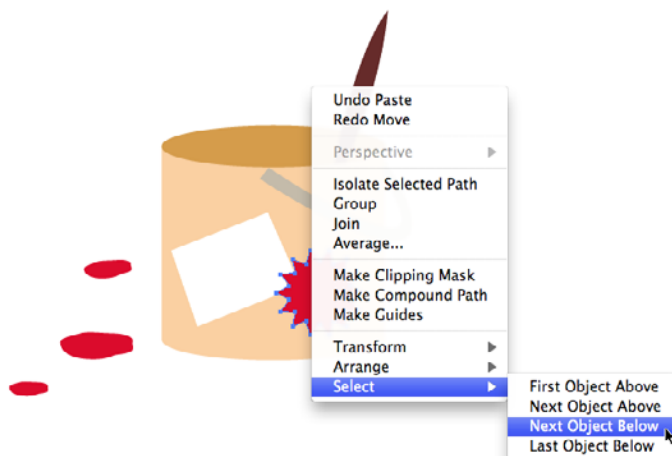 Undo Paste
Redo Move
Perspective
Isolate Selected Path
Group
Join
Average...
Make Clipping Mask
Make Compound Path
Make Guides
Transform
Arrange
Select
First Object Above
Next Object Above
Next Object Below
Last Object Below